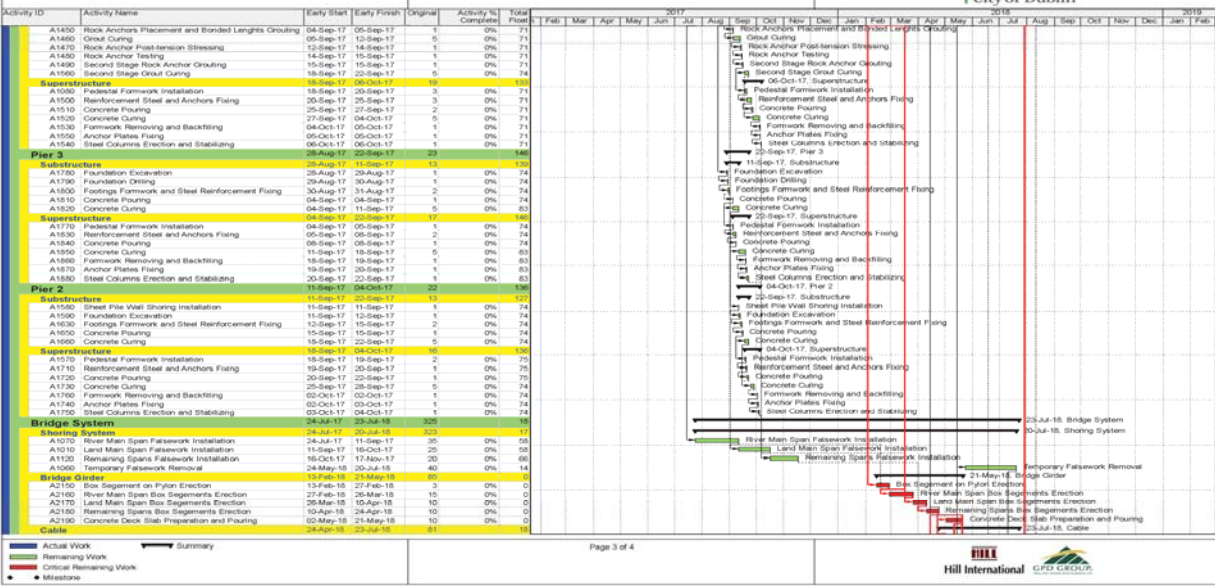 City of Dublin
Activity ID Activity Name Early Start Early Finish Original Activity % Complete Total Float 2017 2018 2019
Feb Mar Apr May Jun Jul Aug Sep Oct Nov Dec Jan Feb Mar Apr May Jun Jul Aug Sep Oct Nov Dec Jan Feb
A1450 Rock Anchors Placement and Bonded Lenghts Grouting 04-Sep-17 05-Sep-17 1 0% 71 Rock Anchors Placement and Bonded Lenghts Grouting
A1460 Grout Curing 05-Sep-17 12-Sep-17 5 0% 71 Grout Curing
A1470 Rock Anchor Post-tension Stressing 12-Sep-17 14-Sep-17 1 0% 71 Rock Anchor Post-tension Stressing
A1480 Rock Anchor Testing 14-Sep-17 15-Sep-17 1 0% 71 Rock Anchor Testing
A1490 Second Stage Rock Anchor Grouting 15-Sep-17 15-Sep-17 1 0% 71 Second Stage Rock Anchor Grouting
A1560 Second Stage Grout Curing 18-Sep-17 22-Sep-17 5 0% 74 Second Stage Grout Curing
Superstructure 18-Sep-17 06-Oct-17 19 133 06-Oct-17, Superstructure
A1080 Pedestal Formwork Installation 18-Sep-17 20-Sep-17 3 0% 71 Pedestal Formwork Installation
A1500 Reinforcement Steel and Anchors Fixing 20-Sep-17 25-Sep-17 3 0% 71 Reinforcement Steel and Anchors Fixing
A1510 Concrete Pouring 25-Sep-17 27-Sep-17 2 0% 71 Concrete Pouring
A1520 Concrete Curing 27-Sep-17 04-Oct-17 5 0% 71 Concrete Curing
A1530 Formwork Removing and Backfilling 04-Oct-17 05-Oct-17 1 0% 71 Formwork Removing and Backfilling
A1550 Anchor Plates Fixing 05-Oct-17 05-Oct-17 1 0% 71 Anchor Plates Fixing
A1540 Steel Columns Erection and Stabilizing 06-Oct-17 06-Oct-17 1 0% 71 Steel Columns Erection and Stabilizing
Pier 3 28-Aug-17 22-Sep-17 23 146 22-Sep-17, Pier 3
Substructure 28-Aug-17 11-Sep-17 13 139 11-Sep-17, Substructure
A1780 Foundation Excavation 28-Aug-17 29-Aug-17 1 0% 74 Foundation Excavation
A1790 Foundation Drilling 29-Aug-17 30-Aug-17 1 0% 74 Foundation Drilling
A1800 Footings Formwork and Steel Reinforcement Fixing 30-Aug-17 31-Aug-17 2 0% 74 Footings Formwork and Steel Reinforcement Fixing
A1810 Concrete Pouring 04-Sep-17 04-Sep-17 1 0% 74 Concrete Pouring
A1820 Concrete Curing 04-Sep-17 11-Sep-17 5 0% 83 Concrete Curing
Superstructure 04-Sep-17 22-Sep-17 17 146 22-Sep-17, Superstructure
A1770 Pedestal Formwork Installation 04-Sep-17 05-Sep-17 1 0% 74 Pedestal Formwork Installation
A1830 Reinforcement Steel and Anchors Fixing 05-Sep-17 08-Sep-17 2 0% 74 Reinforcement Steel and Anchors Fixing
A1840 Concrete Pouring 08-Sep-17 08-Sep-17 1 0% 74 Concrete Pouring
A1850 Concrete Curing 11-Sep-17 18-Sep-17 5 0% 83 Concrete Curing
A1860 Formwork Removing and Backfilling 18-Sep-17 19-Sep-17 1 0% 83 Formwork Removing and Backfilling
A1870 Anchor Plates Fixing 19-Sep-17 20-Sep-17 1 0% 83 Anchor Plates Fixing
A1880 Steel Columns Erection and Stabilizing 20-Sep-17 22-Sep-17 1 0% 83 Steel Columns Erection and Stabilizing
Pier 2 11-Sep-17 04-Oct-17 22 136 04-Oct-17, Pier 2
Substructure 11-Sep-17 22-Sep-17 13 127 22-Sep-17, Substructure
A1580 Sheet Pile Wall Shoring Installation 11-Sep-17 11-Sep-17 1 0% 74 Sheet Pile Wall Shoring Installation
A1590 Foundation Excavation 11-Sep-17 12-Sep-17 1 0% 74 Foundation Excavation
A1630 Footings Formwork and Steel Reinforcement Fixing 12-Sep-17 15-Sep-17 2 0% 74 Footings Formwork and Steel Reinforcement Fixing
A1650 Concrete Pouring 15-Sep-17 15-Sep-17 1 0% 74 Concrete Pouring
A1660 Concrete Curing 18-Sep-17 22-Sep-17 5 0% 74 Concrete Curing
Superstructure 18-Sep-17 04-Oct-17 16 136 04-Oct-17, Superstructure
A1570 Pedestal Formwork Installation 18-Sep-17 19-Sep-17 2 0% 75 Pedestal Formwork Installation
A1710 Reinforcement Steel and Anchors Fixing 19-Sep-17 20-Sep-17 1 0% 75 Reinforcement Steel and Anchors Fixing
A1720 Concrete Pouring 20-Sep-17 22-Sep-17 1 0% 75 Concrete Pouring
A1730 Concrete Curing 25-Sep-17 28-Sep-17 5 0% 74 Concrete Curing
A1760 Formwork Removing and Backfilling 02-Oct-17 02-Oct-17 1 0% 74 Formwork Removing and Backfilling
A1740 Anchor Plates Fixing 02-Oct-17 03-Oct-17 1 0% 74 Anchor Plates Fixing
A1750 Steel Columns Erection and Stabilizing 03-Oct-17 04-Oct-17 1 0% 74 Steel Columns Erection and Stabilizing
Bridge System 24-Jul-17 23-Jul-18 325 18 23-Jul-18, Bridge System
Shoring System 24-Jul-17 20-Jul-18 323 17 20-Jul-18, Shoring System
A1070 River Main Span Falsework Installation 24-Jul-17 11-Sep-17 35 0% 58 River Main Span Falsework Installation
A1010 Land Main Span Falsework Installation 11-Sep-17 16-Oct-17 25 0% 58 Land Main Span Falsework Installation
A1120 Remaining Spans Falsework Installation 16-Oct-17 17-Nov-17 20 0% 66 Remaining Spans Falsework Installation
A1060 Temporary Falsework Removal 24-May-18 20-Jul-18 40 0% 14 Temporary Falsework Removal
Bridge Girder 13-Feb-18 21-May-18 85 0 21-May-18, Bridge Girder
A2150 Box Segement on Pylon Erection 13-Feb-18 27-Feb-18 3 0% 0 Box Segement on Pylon Erection
A2160 River Main Span Box Segements Erection 27-Feb-18 26-Mar-18 15 0% 0 River Main Span Box Segements Erection
A2170 Land Main Span Box Segements Erection 26-Mar-18 10-Apr-18 10 0% 0 Land Main Span Box Segements Erection
A2180 Remaining Spans Box Segements Erection 10-Apr-18 24-Apr-18 10 0% 0 Remaining Spans Box Segements Erection
A2190 Concrete Deck Slab Preparation and Pouring 02-May-18 21-May-18 10 0% 0 Concrete Deck Slab Preparation and Pouring
Cable 24-Apr-18 23-Jul-18 81 18 23-Jul-18, Cable
Actual Work Summary
Remaining Work
Critical Remaining Work
Milestone
Page 3 of 4
HILL
Hill International GPD GROUP